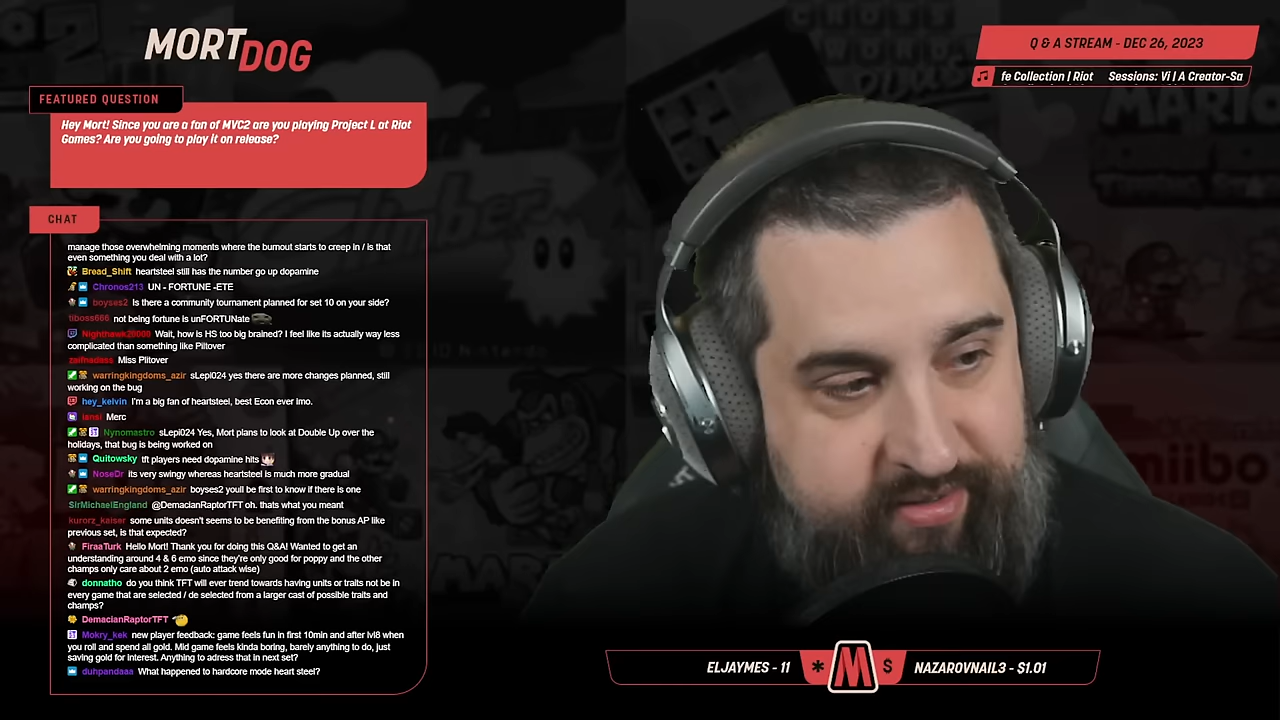 MORTDOG
Q & A STREAM - DEC 26, 2023
fe Collection | Riot Sessions: Vi | A Creator-Sa
FEATURED QUESTION
Hey Mort! Since you are a fan of MVC2 are you playing Project L at Riot
Games? Are you going to play it on release?
CHAT
manage those overwhelming moments where the burnout starts to creep in / is that
even something you deal with a lot?
Bread_Shift heartsteel still has the number go up dopamine
Chronos213 UN - FORTUNE -ETE
boyses2 Is there a community tournament planned for set 10 on your side?
tiboss666 not being fortune is unFORTUNate
Nighthawk20000 Wait, how is HS too big brained? I feel like its actually way less
complicated than something like Piltover
zaifhadass Miss Piltover
warringkingdoms_azir sLepi024 yes there are more changes planned, still
working on the bug
hey_kelvin I'm a big fan of heartsteel, best Econ ever imo.
Merc
Nynomastro sLepi024 Yes, Mort plans to look at Double Up over the
holidays, that bug is being worked on
Quitowsky tft players need dopamine hits
NoseDr its very swingy whereas heartsteel is much more gradual
warringkingdoms_azir boyses2 youll be first to know if there is one
SirMichaelEngland @DemacianRaptorTFT oh. thats what you meant
kurorz_kaiser some units doesn't seems to be benefiting from the bonus AP like
previous set, is that expected?
FiraaTurk Hello Mort! Thank you for doing this Q&A! Wanted to get an
understanding around 4 & 6 emo since they're only good for poppy and the other
champs only care about 2 emo (auto attack wise)
donnatho do you think TFT will ever trend towards having units or traits not be in
every game that are selected / de selected from a larger cast of possible traits and
champs?
DemacianRaptorTFT
Mokry_kek new player feedback: game feels fun in first 10min and after lvl8 when
you roll and spend all gold. Mid game feels kinda boring, barely anything to do, just
saving gold for interest. Anything to adress that in next set?
duhpandaaa What happened to hardcore mode heart steel?
ELJAYMES - 11 * M $ NAZAROVNAIL3 - $1.01